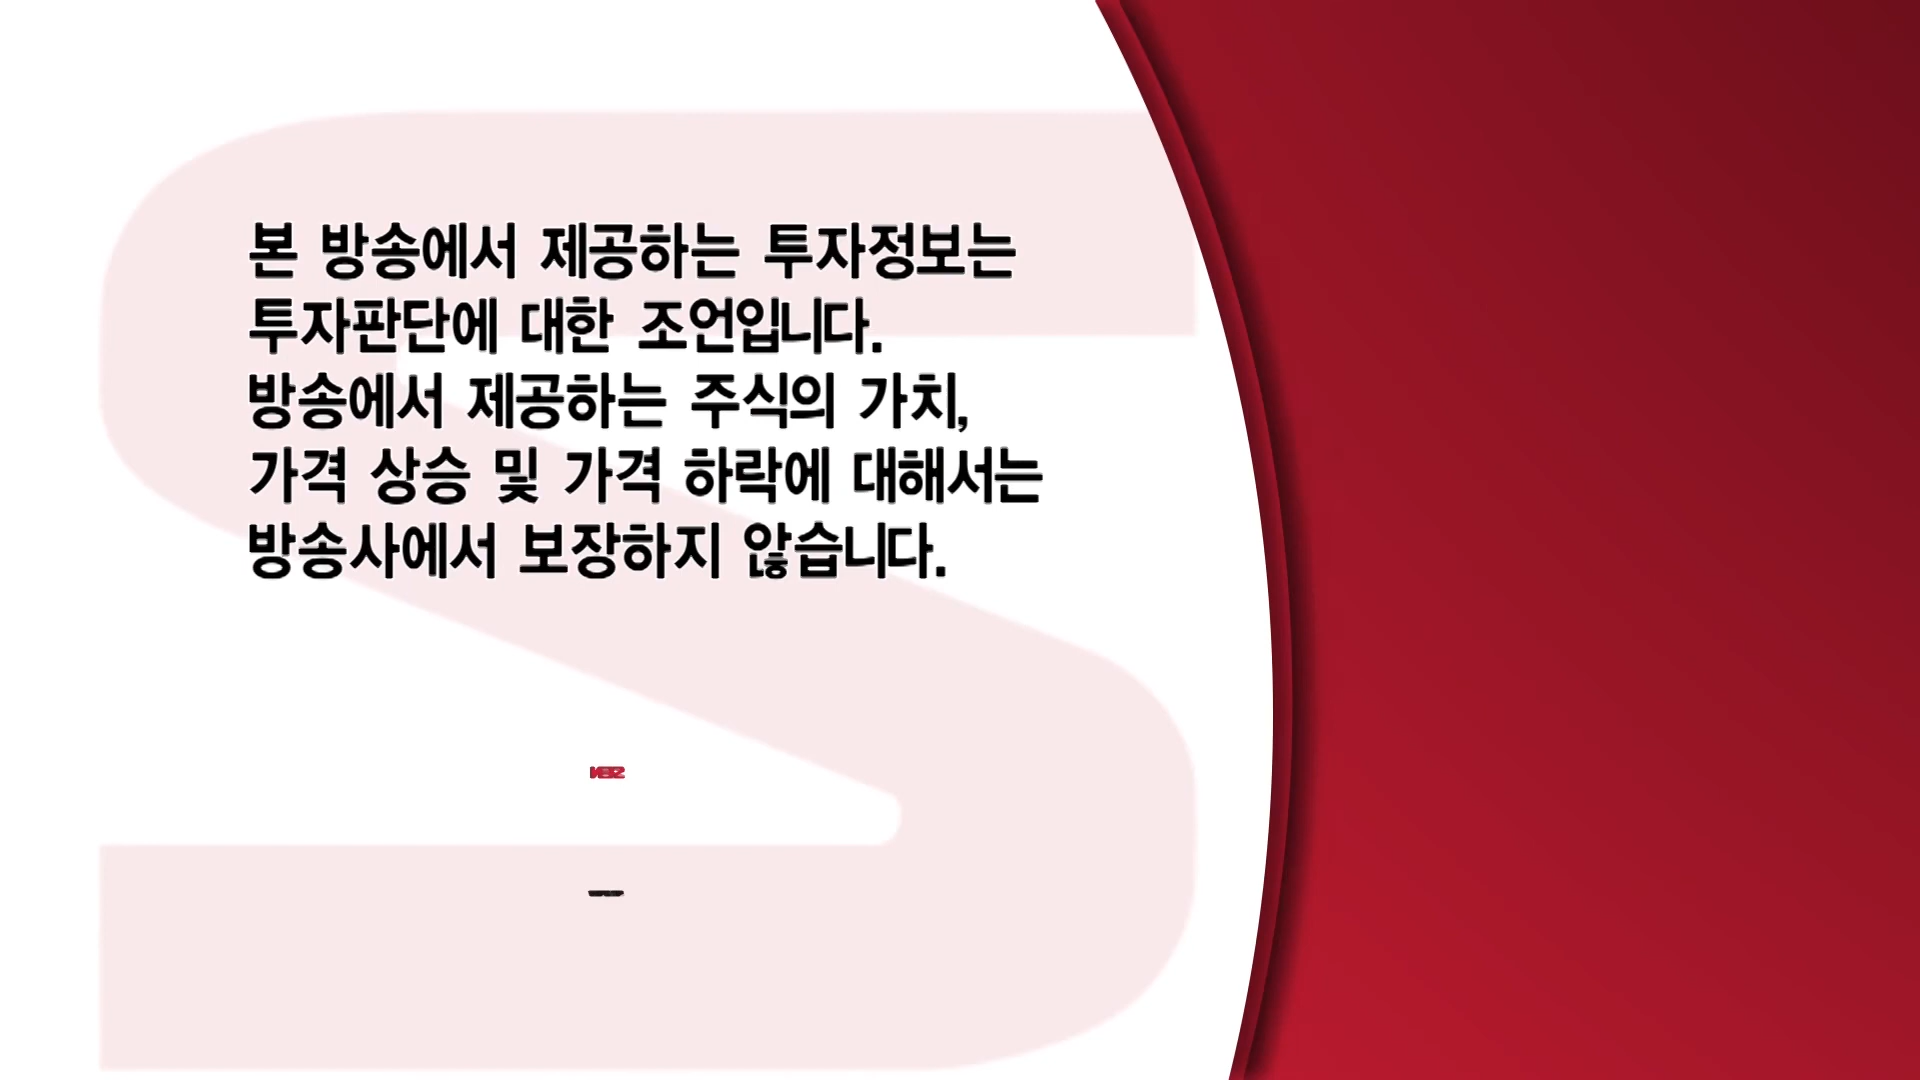 본 방송에서 제공하는 투자정보는
투자판단에 대한 조언입니다.
방송에서 제공하는 주식의 가치,
가격 상승 및 가격 하락에 대해서는
방송사에서 보장하지 않습니다.